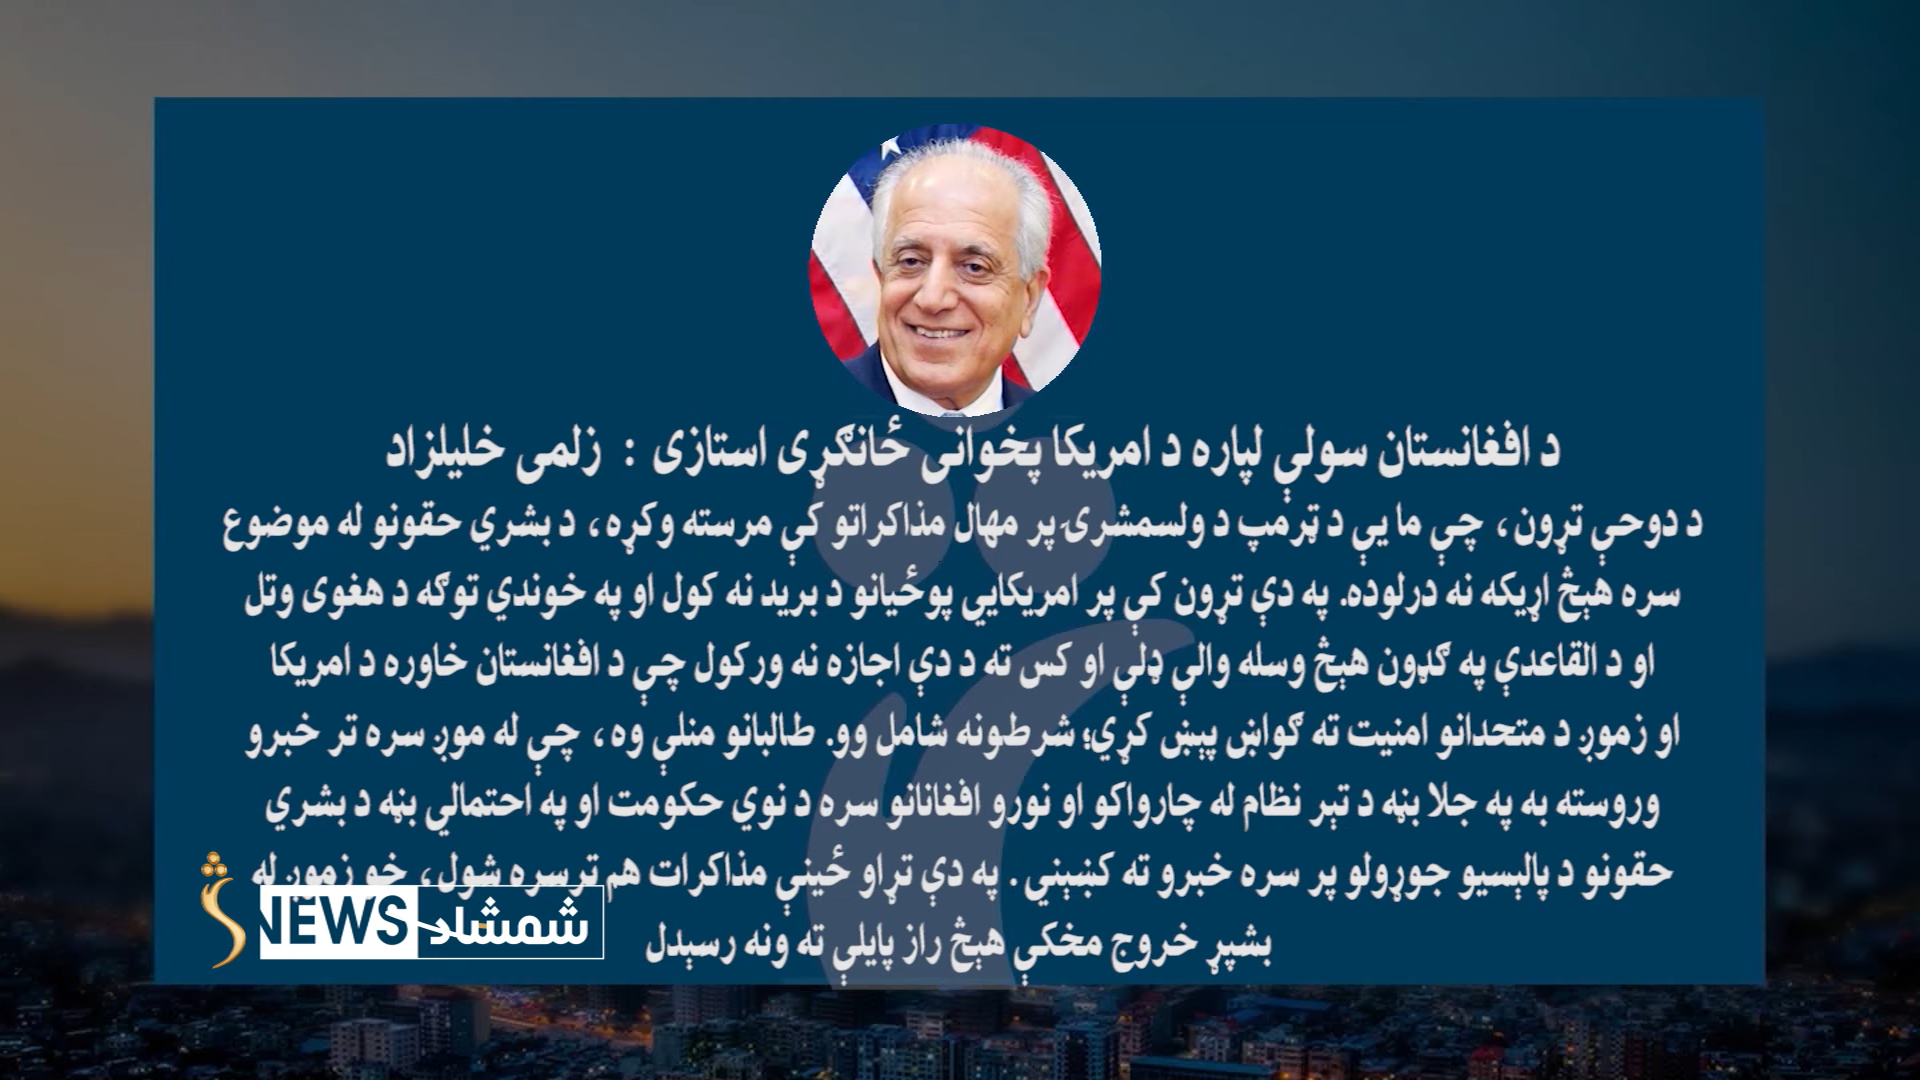 د افغانستان سولې لپاره د امریکا پخوانی ځانګړی استازی : زلمی خلیلزاد
د دوحې تړون، چې ما یې د ټرمپ د ولسمشرۍ پر مهال مذاکراتو کې مرسته وکړه، د بشري حقونو له موضوع
سره هېڅ اړیکه نه درلوده. په دې تړون کې پر امریکايي پوځیانو د برید نه کول او په خوندي توګه د هغوی وتل
او د القاعدې په ګډون هېڅ وسله والې ډلې او کس ته د دې اجازه نه ورکول چې د افغانستان خاوره د امریکا
او زموږ د متحدانو امنیت ته ګواښ پېښ کړي؛ شرطونه شامل وو. طالبانو منلې وه، چې له موږ سره تر خبرو
وروسته به په جلا بڼه د تېر نظام له چارواکو او نورو افغانانو سره د نوي حکومت او په احتمالي بڼه د بشري
حقونو د پالیسیو جوړولو پر سره خبرو ته کښېني. په دې تړاو ځینې مذاکرات هم ترسره شول، خو زموږ له
بشپړ خروج مخکې هېڅ راز پایلې ته ونه رسېدل
NEWS شمشاد